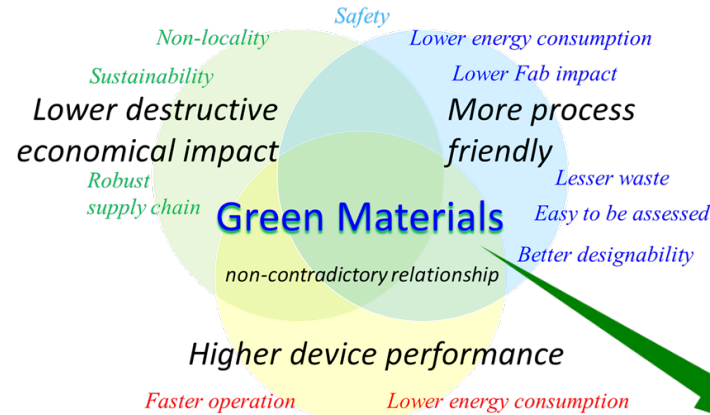 Safety
Non-locality
Lower energy consumption
Sustainability
Lower Fab impact
Lower destructive
economical impact
More process
friendly
Robust
supply chain
Lesser waste
Easy to be assessed
Better designability
Green Materials
non-contradictory relationship
Higher device performance
Faster operation
Lower energy consumption